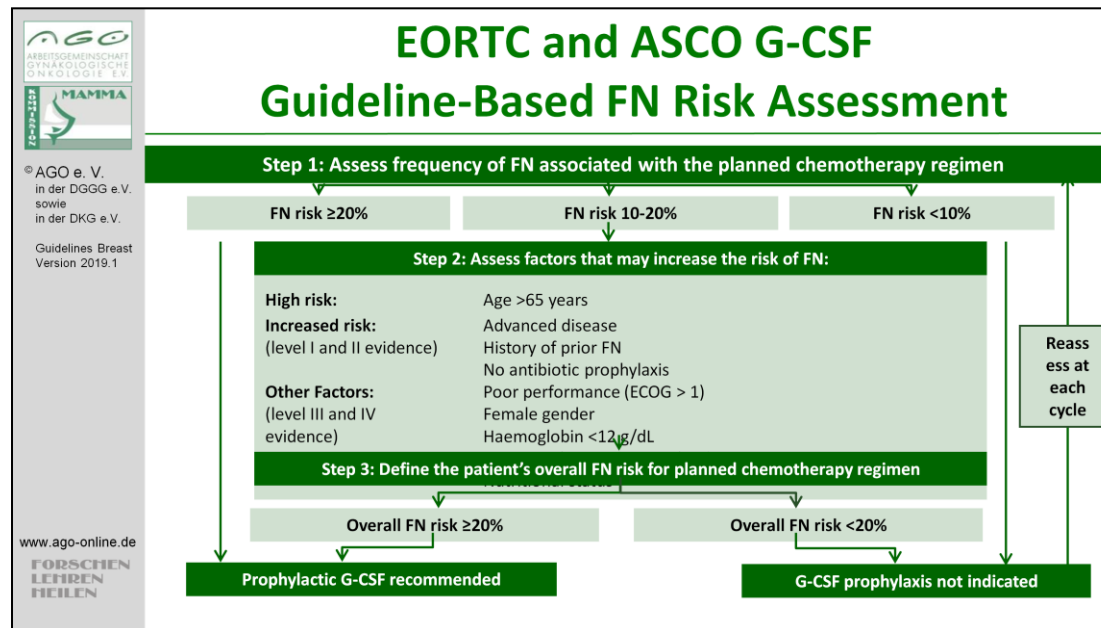 AGO
ARBEITSGEMEINSCHAFT
GYNÄKOLOGISCHE
ONKOLOGIE E.V.
KOMMISSION
MAMMA
© AGO e. V.
in der DGGG e.V.
sowie
in der DKG e.V.
Guidelines Breast
Version 2019.1
www.ago-online.de
FORSCHEN
LEHREN
HEILEN
EORTC and ASCO G-CSF
Guideline-Based FN Risk Assessment
Step 1: Assess frequency of FN associated with the planned chemotherapy regimen
FN risk ≥20%
FN risk 10-20%
FN risk <10%
Step 2: Assess factors that may increase the risk of FN:
High risk:
Age >65 years
Increased risk:
Advanced disease
(level I and II evidence)
History of prior FN
No antibiotic prophylaxis
Other Factors:
Poor performance (ECOG > 1)
(level III and IV
Female gender
evidence)
Haemoglobin <12 g/dL
Step 3: Define the patient's overall FN risk for planned chemotherapy regimen
Overall FN risk ≥20%
Overall FN risk <20%
Prophylactic G-CSF recommended
G-CSF prophylaxis not indicated
Reass
ess at
each
cycle